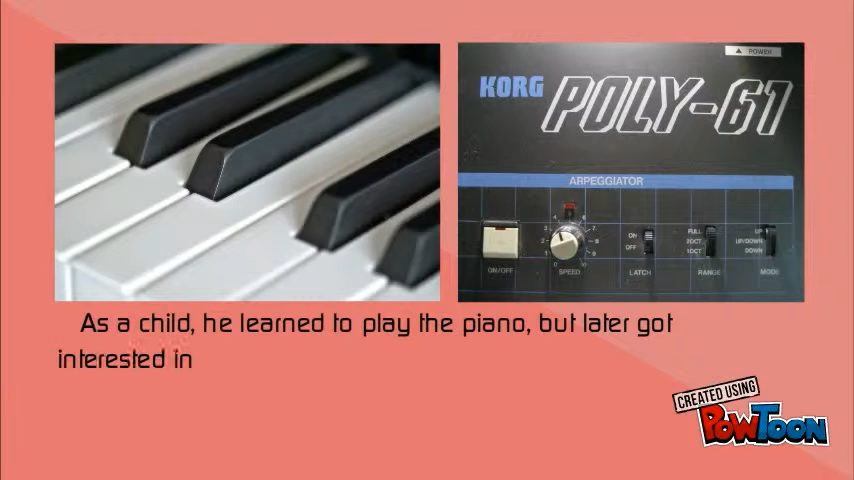 POWER
KORG POLY-61
ARPEGGIATOR
ON
OFF
FULL
2OCT
1OCT
UP
UP/DOWN
DOWN
ON/OFF
SPEED
LATCH
RANGE
MODE
As a child, he learned to play the piano, but later got
interested in
CREATED USING
POWTOON